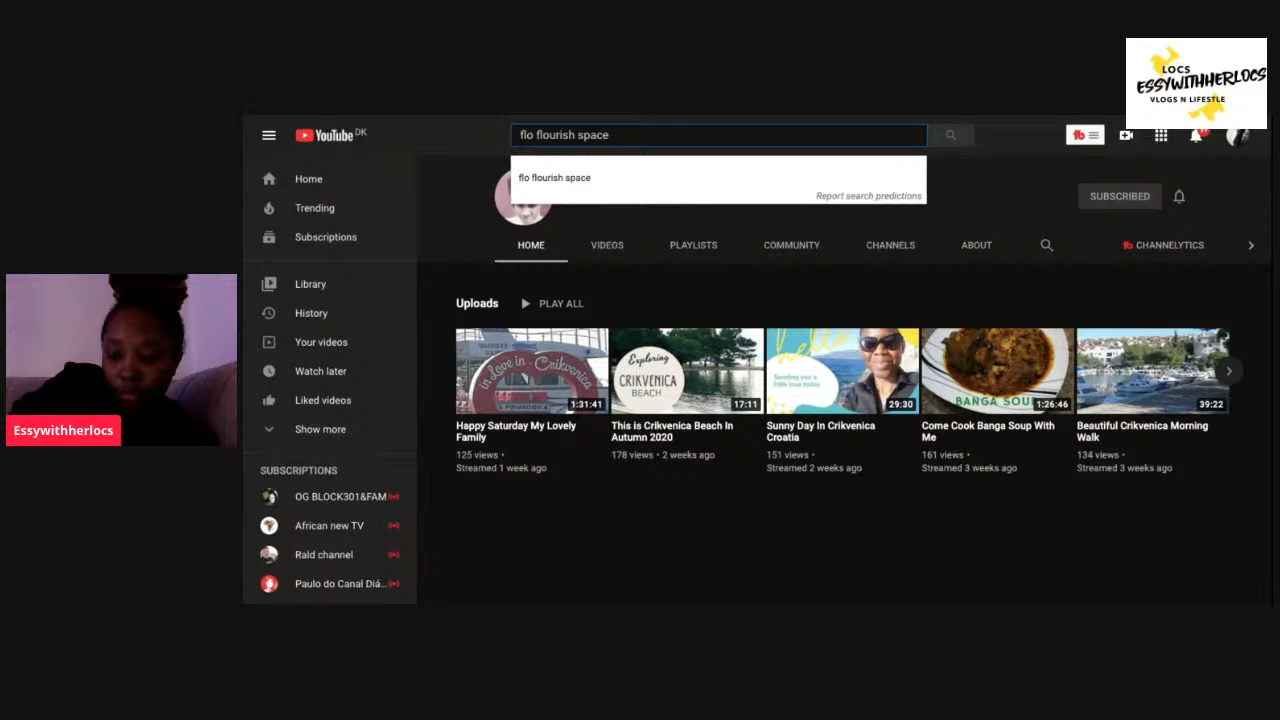 LOCS
ESSYWITHHERLOCS
VLOGS N LIFESTLE
YouTube DK
flo flourish space
flo flourish space
Report search predictions
SUBSCRIBED
HOME
VIDEOS
PLAYLISTS
COMMUNITY
CHANNELS
ABOUT
CHANNELYTICS
Home
Trending
Subscriptions
Library
History
Your videos
Watch later
Liked videos
Show more
SUBSCRIPTIONS
OG BLOCK301&FAM
African new TV
Rald channel
Paulo do Canal Diá...
Essywithherlocs
Uploads
PLAY ALL
in Love in Crikvenica
1:31:41
Happy Saturday My Lovely
Family
125 views •
Streamed 1 week ago
Exploring
CRIKVENICA
BEACH
17:11
This is Crikvenica Beach In
Autumn 2020
178 views • 2 weeks ago
hello
Sending you a
little love today
29:30
Sunny Day In Crikvenica
Croatia
151 views •
Streamed 2 weeks ago
BANGA SOUP
1:26:46
Come Cook Banga Soup With
Me
161 views •
Streamed 3 weeks ago
39:22
Beautiful Crikvenica Morning
Walk
134 views •
Streamed 3 weeks ago